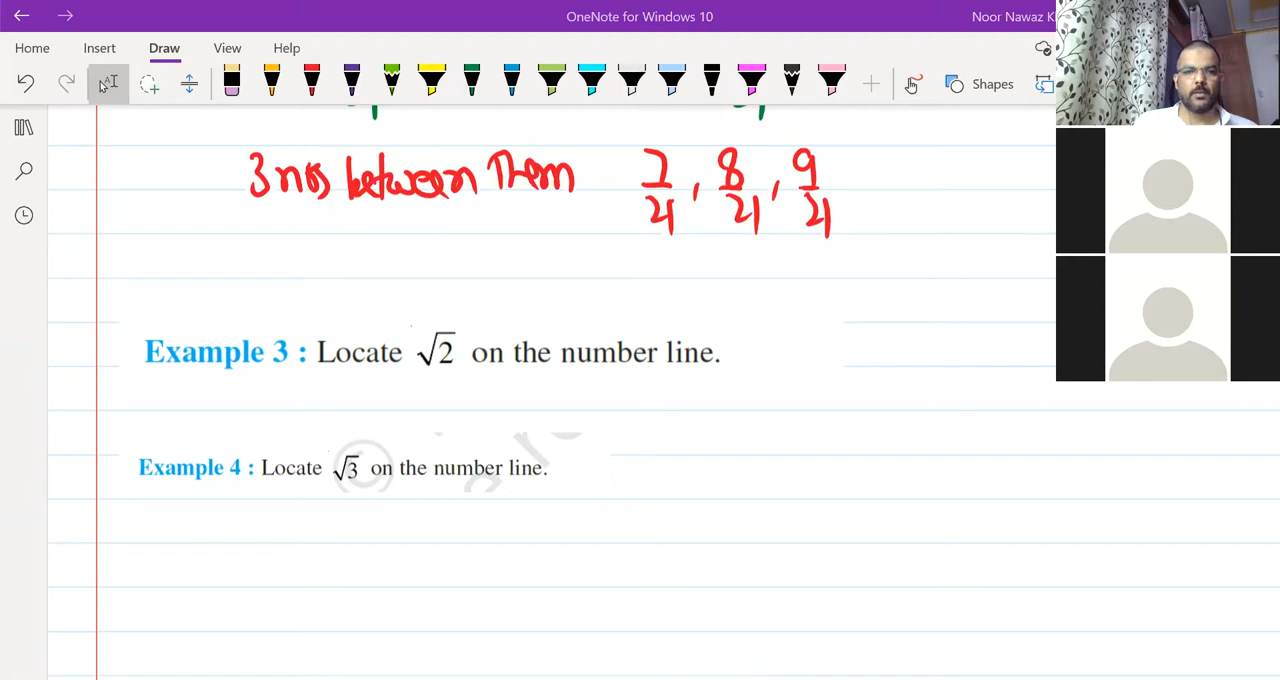 OneNote for Windows 10
Noor Nawaz K
Home Insert Draw View Help
Shapes
3 nos between Them 7/21, 8/21, 9/21
Example 3 : Locate √2 on the number line.
Example 4 : Locate √3 on the number line.